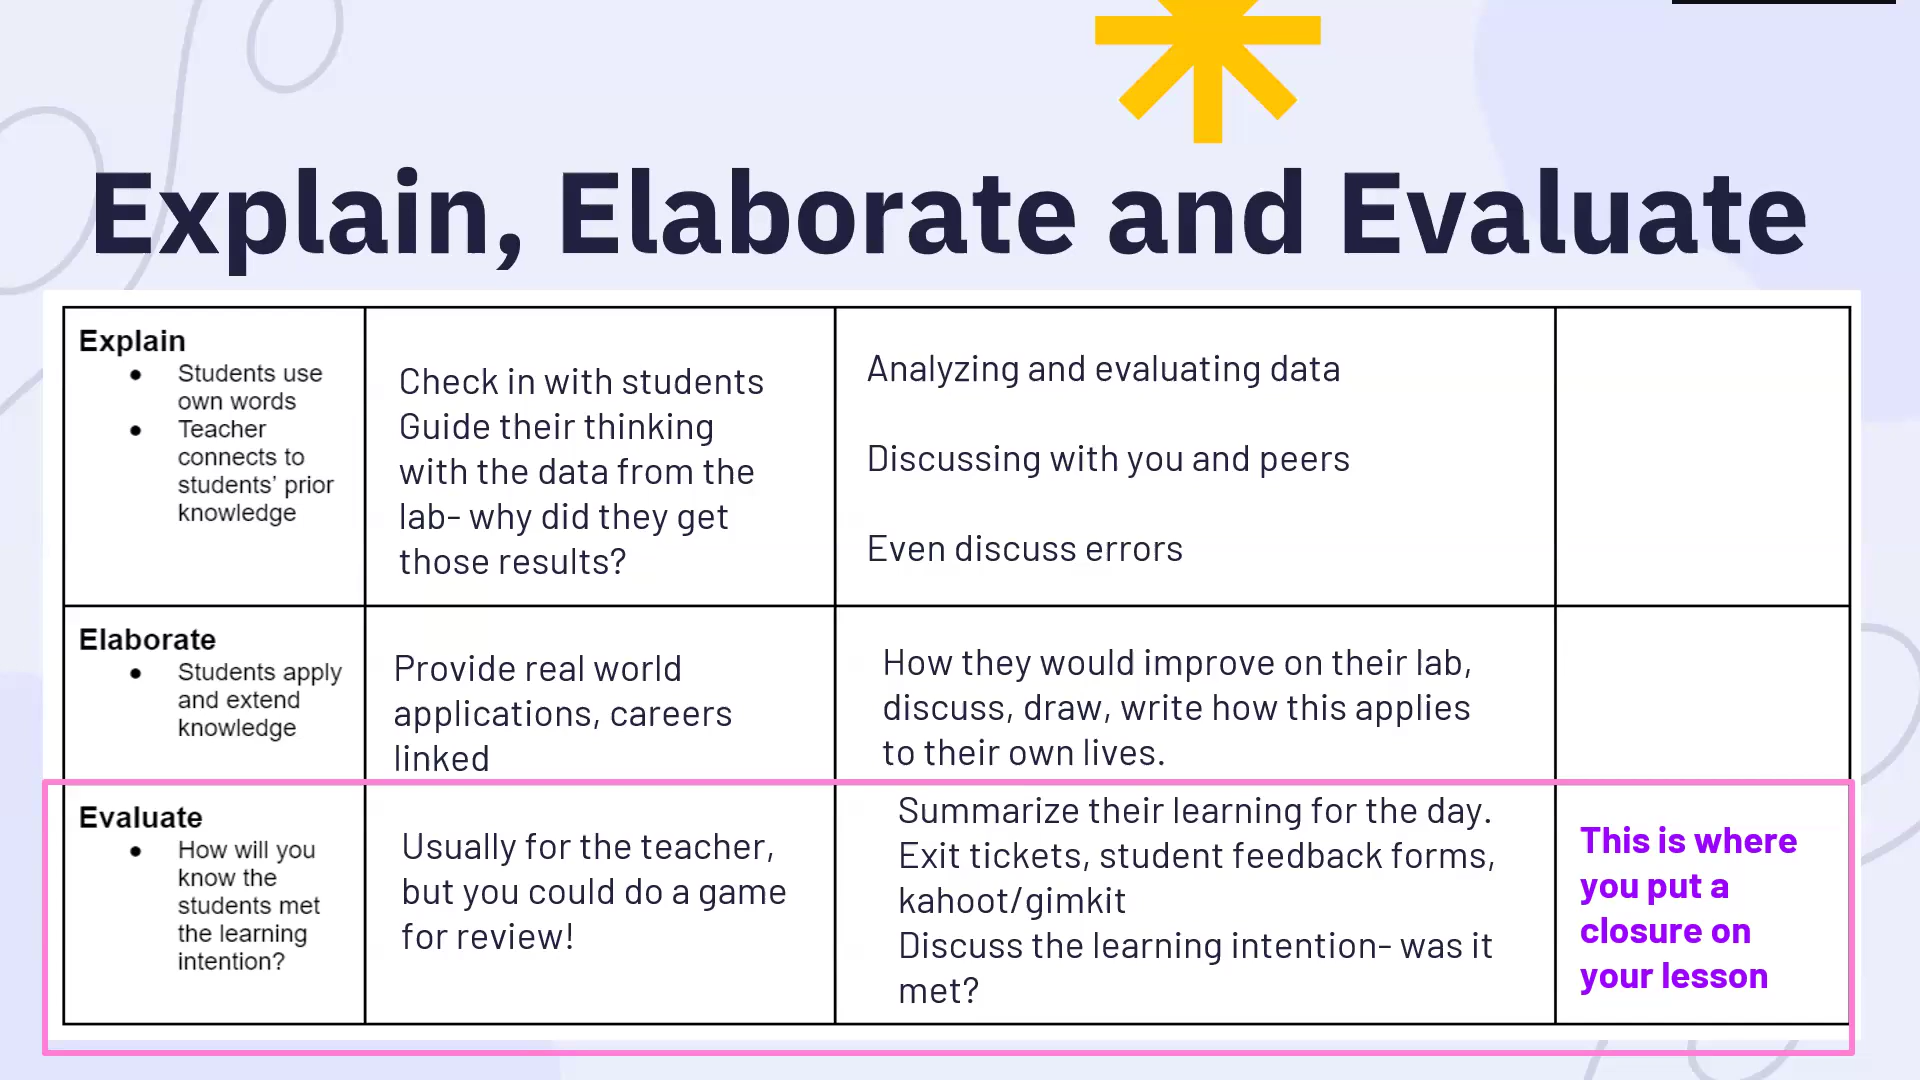 Explain, Elaborate and Evaluate
Explain
● Students use
own words
● Teacher
connects to
students’ prior
knowledge
Check in with students
Guide their thinking
with the data from the
lab- why did they get
those results?
Analyzing and evaluating data
Discussing with you and peers
Even discuss errors
Elaborate
● Students apply
and extend
knowledge
Provide real world
applications, careers
linked
How they would improve on their lab,
discuss, draw, write how this applies
to their own lives.
Evaluate
● How will you
know the
students met
the learning
intention?
Usually for the teacher,
but you could do a game
for review!
Summarize their learning for the day.
Exit tickets, student feedback forms,
kahoot/gimkit
Discuss the learning intention- was it
met?
This is where
you put a
closure on
your lesson